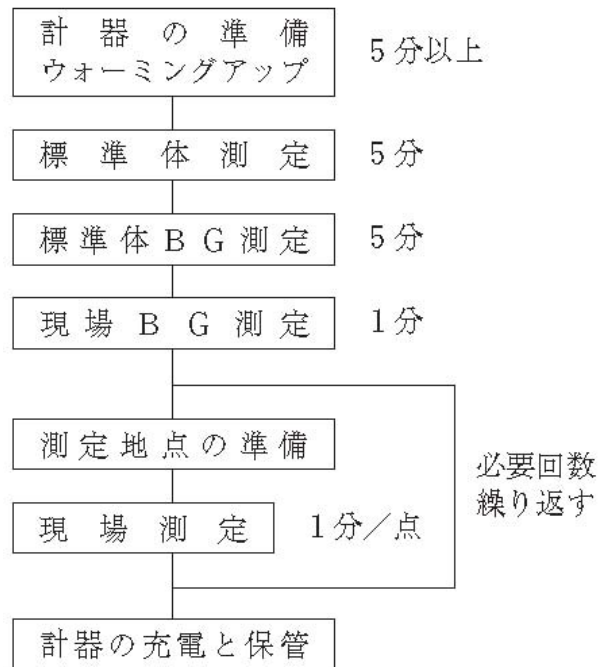 計器の準備
ウォーミングアップ
5分以上
標準体測定
5分
標準体BG測定
5分
現場BG測定
1分
測定地点の準備
現場測定
1分/点
必要回数
繰り返す
計器の充電と保管